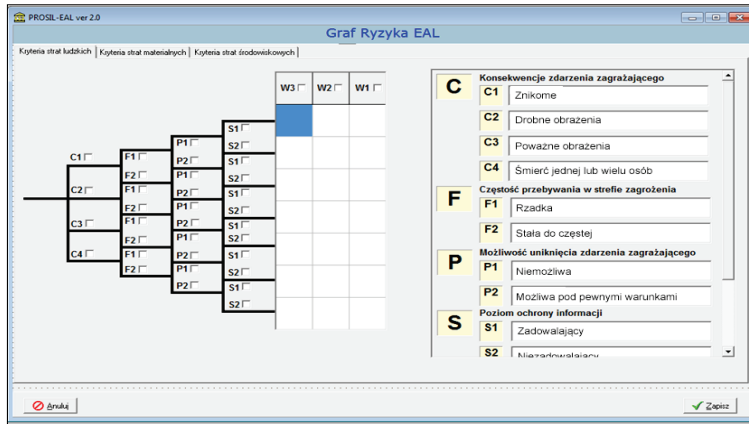 PROSIL-EAL ver 2.0
Graf Ryzyka EAL
Kryteria strat ludzkich Kryteria strat materialnych Kryteria strat środowiskowych
W3 W2 W1
S1
P1 S2
C1 F1 P2 S1
F2 P1 S2
C2 F1 P2 S1
F2 P1 S2
C3 F1 P2 S1
F2 P1 S2
C4 F1 P2 S1
F2 P1 S2
P2 S1
S2
C Konsekwencje zdarzenia zagrażającego
C1 Znikome
C2 Drobne obrażenia
C3 Poważne obrażenia
C4 Śmierć jednej lub wielu osób
F Częstość przebywania w strefie zagrożenia
F1 Rzadka
F2 Stała do częstej
P Możliwość uniknięcia zdarzenia zagrażającego
P1 Niemożliwa
P2 Możliwa pod pewnymi warunkami
S Poziom ochrony informacji
S1 Zadowalający
S2 Niezadowalający
Anuluj
Zapisz